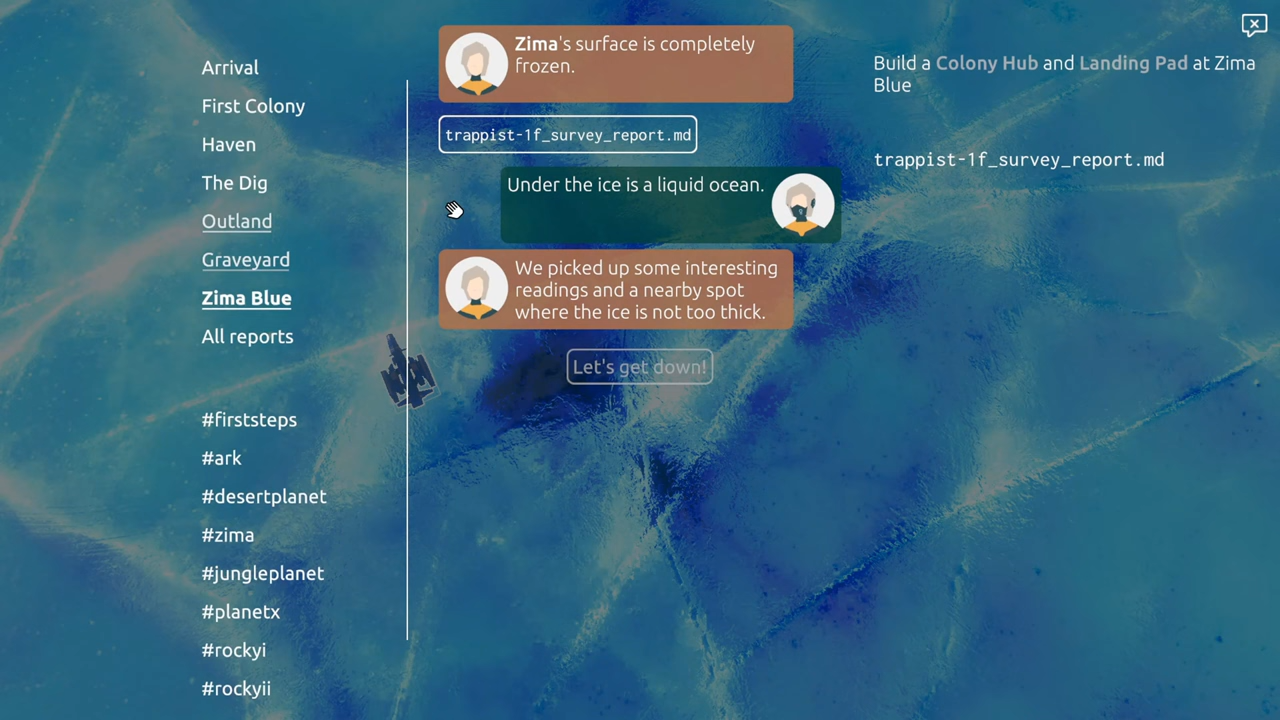 Arrival
First Colony
Haven
The Dig
Outland
Graveyard
Zima Blue
All reports
#firststeps
#ark
#desertplanet
#zima
#jungleplanet
#planetx
#rockyi
#rockyii
Zima's surface is completely
frozen.
trappist-1f_survey_report.md
Under the ice is a liquid ocean.
We picked up some interesting
readings and a nearby spot
where the ice is not too thick.
Let's get down!
Build a Colony Hub and Landing Pad at Zima
Blue
trappist-1f_survey_report.md